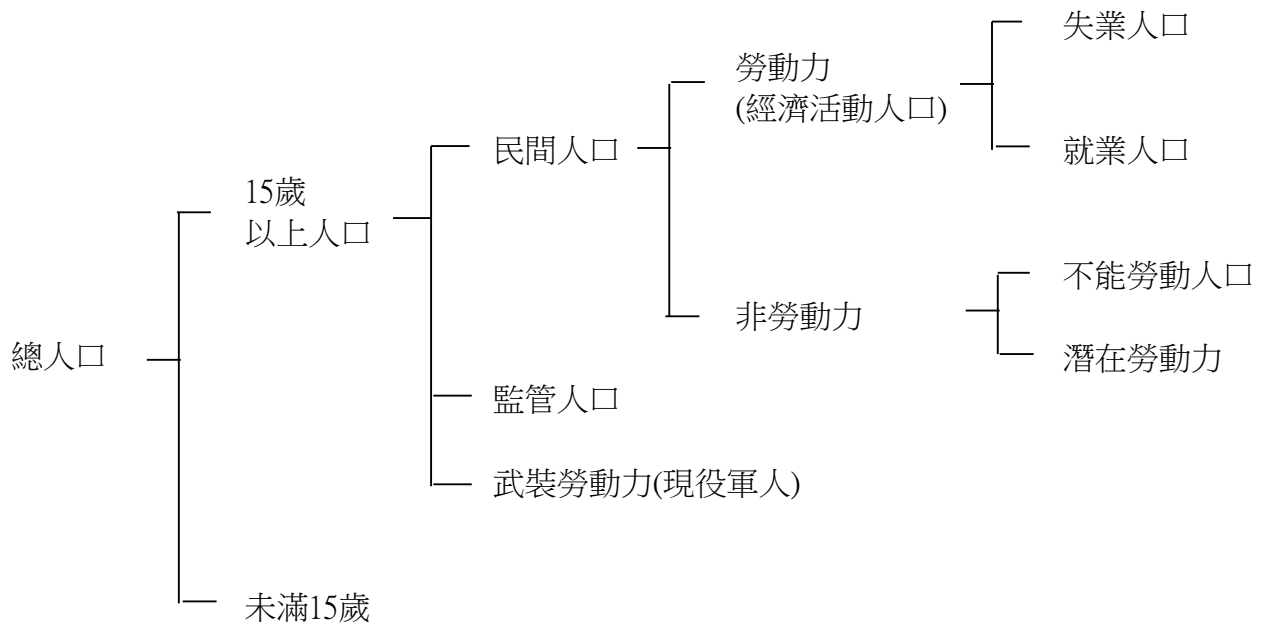 失業人口
勞動力
(經濟活動人口)
民間人口
就業人口
15歲
以上人口
不能勞動人口
非勞動力
總人口
潛在勞動力
監管人口
武裝勞動力(現役軍人)
未滿15歲